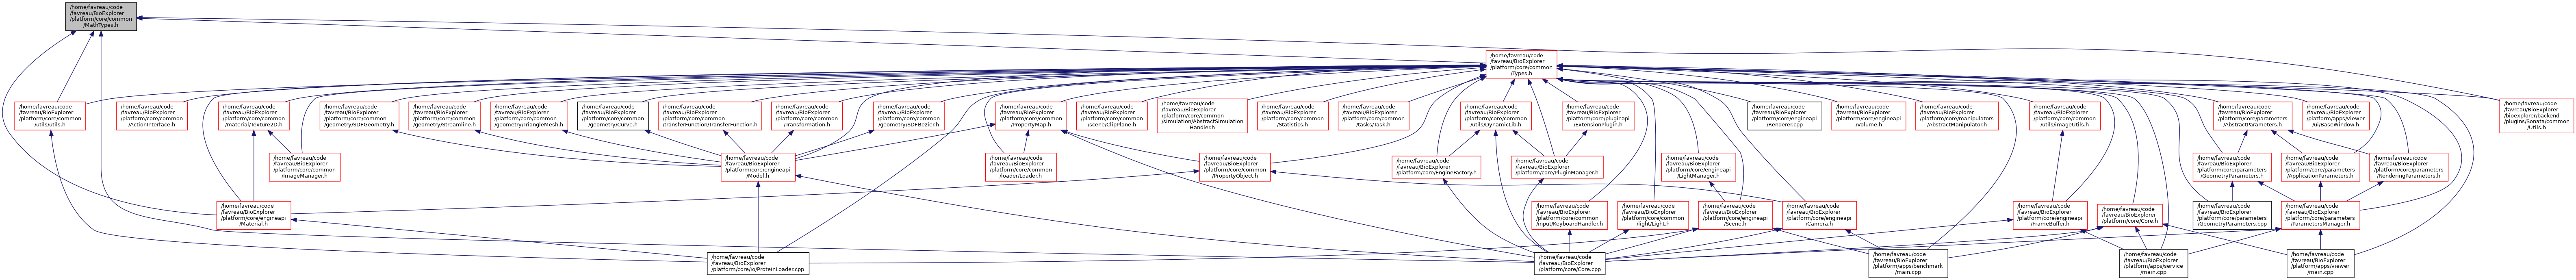 /home/favreau/code
/favreau/BioExplorer
/platform/core/common
/MathTypes.h
/home/favreau/code
/favreau/BioExplorer
/platform/core/common
/Types.h
/home/favreau/code
/favreau/BioExplorer
/platform/core/common
/utils/Utils.h
/home/favreau/code
/favreau/BioExplorer
/platform/core/common
/ActionInterface.h
/home/favreau/code
/favreau/BioExplorer
/platform/core/common
/material/Texture2D.h
/home/favreau/code
/favreau/BioExplorer
/platform/core/common
/geometry/SDFGeometry.h
/home/favreau/code
/favreau/BioExplorer
/platform/core/common
/geometry/Streamline.h
/home/favreau/code
/favreau/BioExplorer
/platform/core/common
/geometry/TriangleMesh.h
/home/favreau/code
/favreau/BioExplorer
/platform/core/common
/geometry/Curve.h
/home/favreau/code
/favreau/BioExplorer
/platform/core/common
/transferFunction/TransferFunction.h
/home/favreau/code
/favreau/BioExplorer
/platform/core/common
/Transformation.h
/home/favreau/code
/favreau/BioExplorer
/platform/core/common
/geometry/SDFBezier.h
/home/favreau/code
/favreau/BioExplorer
/platform/core/common
/PropertyMap.h
/home/favreau/code
/favreau/BioExplorer
/platform/core/common
/scene/ClipPlane.h
/home/favreau/code
/favreau/BioExplorer
/platform/core/common
/simulation/AbstractSimulation
Handler.h
/home/favreau/code
/favreau/BioExplorer
/platform/core/common
/Statistics.h
/home/favreau/code
/favreau/BioExplorer
/platform/core/common
/tasks/Task.h
/home/favreau/code
/favreau/BioExplorer
/platform/core/common
/utils/DynamicLib.h
/home/favreau/code
/favreau/BioExplorer
/platform/core/pluginapi
/ExtensionPlugin.h
/home/favreau/code
/favreau/BioExplorer
/platform/core/engineapi
/Renderer.cpp
/home/favreau/code
/favreau/BioExplorer
/platform/core/engineapi
/Volume.h
/home/favreau/code
/favreau/BioExplorer
/platform/core/manipulators
/AbstractManipulator.h
/home/favreau/code
/favreau/BioExplorer
/platform/core/common
/utils/ImageUtils.h
/home/favreau/code
/favreau/BioExplorer
/platform/core/parameters
/AbstractParameters.h
/home/favreau/code
/favreau/BioExplorer
/platform/apps/viewer
/ui/BaseWindow.h
/home/favreau/code
/favreau/BioExplorer
/bioexplorer/backend
/plugins/Sonata/common
/Utils.h
/home/favreau/code
/favreau/BioExplorer
/platform/core/common
/ImageManager.h
/home/favreau/code
/favreau/BioExplorer
/platform/core/engineapi
/Model.h
/home/favreau/code
/favreau/BioExplorer
/platform/core/common
/loader/Loader.h
/home/favreau/code
/favreau/BioExplorer
/platform/core/common
/PropertyObject.h
/home/favreau/code
/favreau/BioExplorer
/platform/core/EngineFactory.h
/home/favreau/code
/favreau/BioExplorer
/platform/core/PluginManager.h
/home/favreau/code
/favreau/BioExplorer
/platform/core/engineapi
/LightManager.h
/home/favreau/code
/favreau/BioExplorer
/platform/core/parameters
/GeometryParameters.h
/home/favreau/code
/favreau/BioExplorer
/platform/core/parameters
/ApplicationParameters.h
/home/favreau/code
/favreau/BioExplorer
/platform/core/parameters
/RenderingParameters.h
/home/favreau/code
/favreau/BioExplorer
/platform/core/engineapi
/Material.h
/home/favreau/code
/favreau/BioExplorer
/platform/core/common
/input/KeyboardHandler.h
/home/favreau/code
/favreau/BioExplorer
/platform/core/common
/light/Light.h
/home/favreau/code
/favreau/BioExplorer
/platform/core/engineapi
/Scene.h
/home/favreau/code
/favreau/BioExplorer
/platform/core/engineapi
/Camera.h
/home/favreau/code
/favreau/BioExplorer
/platform/core/engineapi
/FrameBuffer.h
/home/favreau/code
/favreau/BioExplorer
/platform/core/Core.h
/home/favreau/code
/favreau/BioExplorer
/platform/core/parameters
/GeometryParameters.cpp
/home/favreau/code
/favreau/BioExplorer
/platform/core/parameters
/ParametersManager.h
/home/favreau/code
/favreau/BioExplorer
/platform/core/io/ProteinLoader.cpp
/home/favreau/code
/favreau/BioExplorer
/platform/core/Core.cpp
/home/favreau/code
/favreau/BioExplorer
/platform/apps/benchmark
/main.cpp
/home/favreau/code
/favreau/BioExplorer
/platform/apps/service
/main.cpp
/home/favreau/code
/favreau/BioExplorer
/platform/apps/viewer
/main.cpp